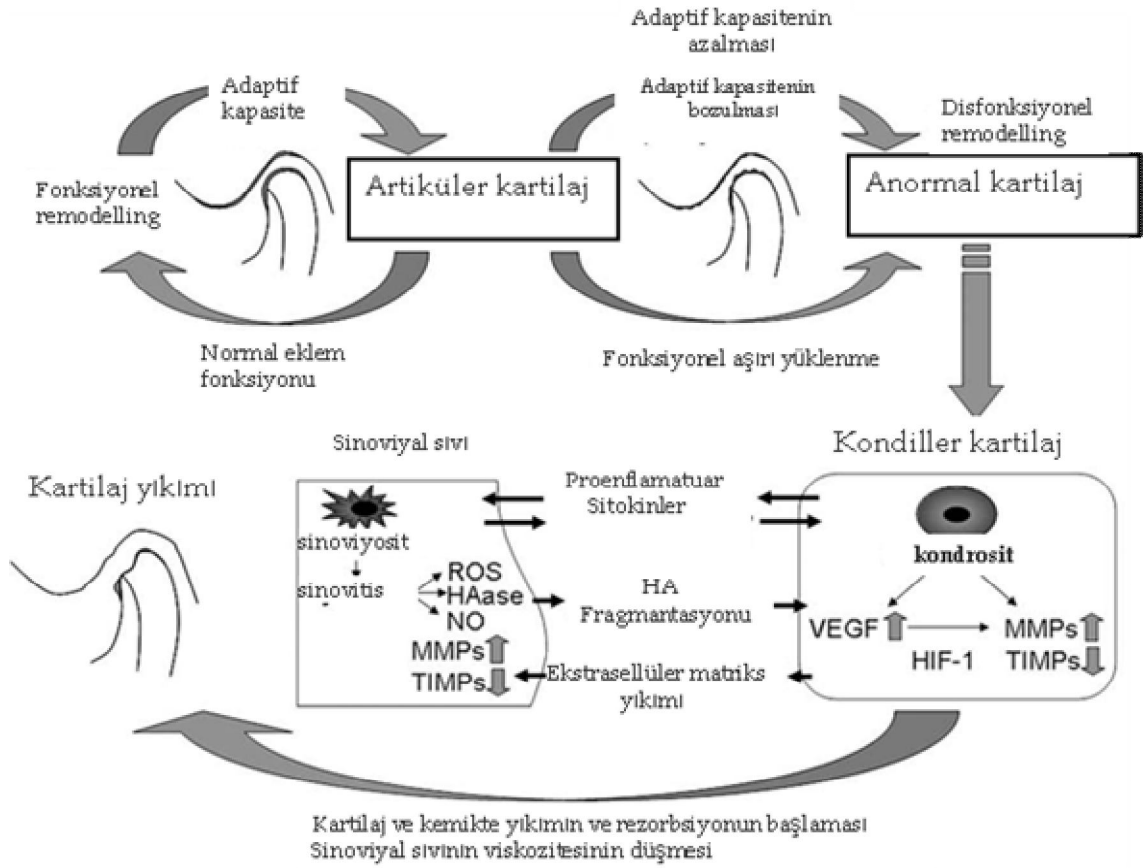 Adaptif kapasitenin
azalması
Adaptif
kapasite
Adaptif kapasitenin
bozulması
Disfonksiyonel
remodelling
Fonksiyonel
remodelling
Artiküler kartilaj
Anormal kartilaj
Normal eklem
fonksiyonu
Fonksiyonel aşırı yüklenme
Kartilaj yıkımı
Sinoviyal sıvı
sinoviyosit
sinovitis
ROS
HAase
NO
MMPs
TIMPs
Proenflamatuar
Sitokinler
HA
Fragmantasyonu
Ekstrasellüler matriks
yıkımı
Kondiller kartilaj
kondrosit
VEGF
MMPs
HIF-1
TIMPs
Kartilaj ve kemikte yıkımın ve rezorbsiyonun başlaması
Sinoviyal sıvının viskozitesinin düşmesi